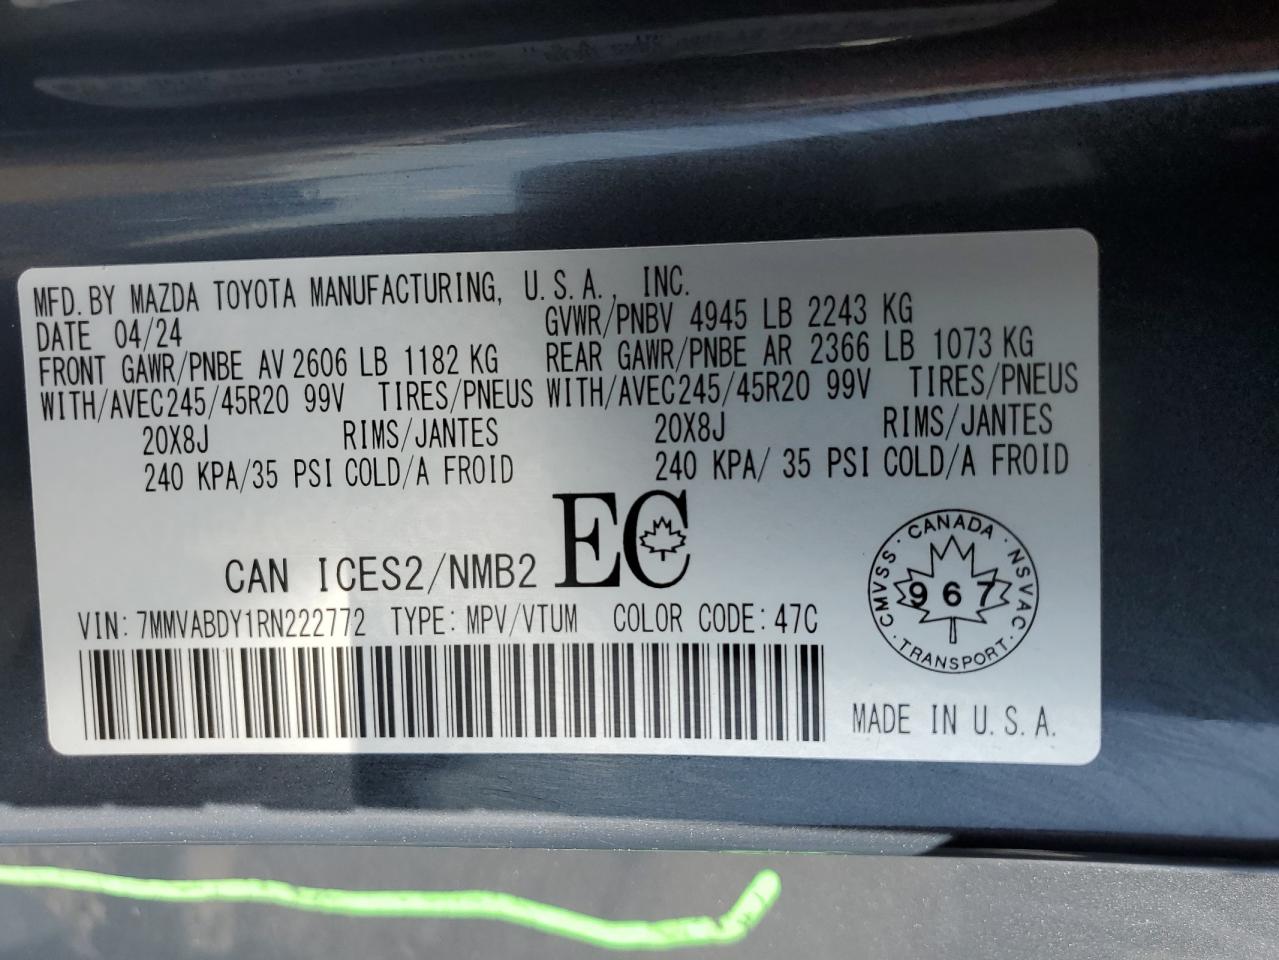 MFD. BY MAZDA TOYOTA MANUFACTURING, U.S.A., INC.
DATE 04/24 GVWR/PNBV 4945 LB 2243 KG
FRONT GAWR/PNBE AV 2606 LB 1182 KG REAR GAWR/PNBE AR 2366 LB 1073 KG
WITH/AVEC245/45R20 99V TIRES/PNEUS WITH/AVEC245/45R20 99V TIRES/PNEUS
20X8J RIMS/JANTES 20X8J RIMS/JANTES
240 KPA/35 PSI COLD/A FROID 240 KPA/ 35 PSI COLD/A FROID
CAN ICES2/NMB2 EC
CMVSS · CANADA · NSVAC · TRANSPORT ·
967
VIN: 7MMVABDY1RN222772 TYPE: MPV/VTUM COLOR CODE: 47C
MADE IN U.S.A.